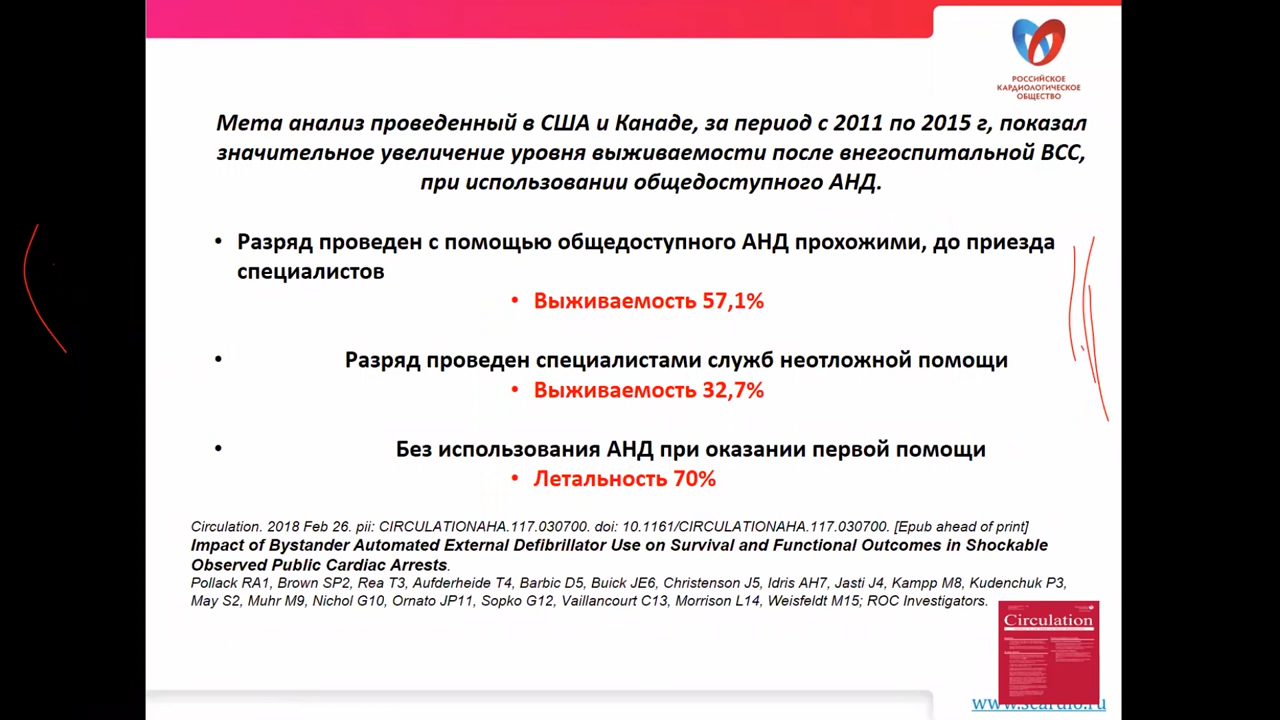 РОССИЙСКОЕ
КАРДИОЛОГИЧЕСКОЕ
ОБЩЕСТВО
Мета анализ проведенный в США и Канаде, за период с 2011 по 2015 г, показал
значительное увеличение уровня выживаемости после внегоспитальной ВСС,
при использовании общедоступного АНД.
• Разряд проведен с помощью общедоступного АНД прохожими, до приезда
специалистов
• Выживаемость 57,1%
• Разряд проведен специалистами служб неотложной помощи
• Выживаемость 32,7%
• Без использования АНД при оказании первой помощи
• Летальность 70%
Circulation. 2018 Feb 26. pii: CIRCULATIONAHA.117.030700. doi: 10.1161/CIRCULATIONAHA.117.030700. [Epub ahead of print]
Impact of Bystander Automated External Defibrillator Use on Survival and Functional Outcomes in Shockable
Observed Public Cardiac Arrests.
Pollack RA1, Brown SP2, Rea T3, Aufderheide T4, Barbic D5, Buick JE6, Christenson J5, Idris AH7, Jasti J4, Kampp M8, Kudenchuk P3,
May S2, Muhr M9, Nichol G10, Ornato JP11, Sopko G12, Vaillancourt C13, Morrison L14, Weisfeldt M15; ROC Investigators.
Circulation